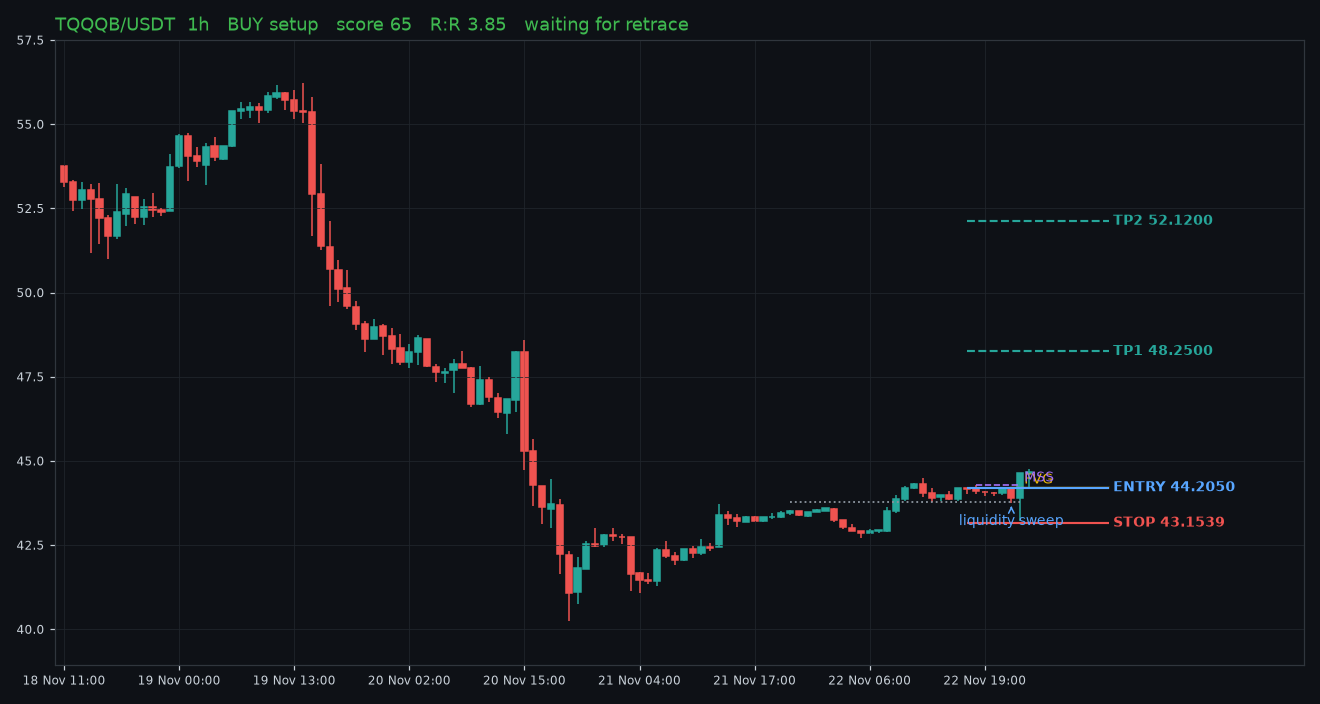 TQQQB/USDT 1h BUY setup score 65 R:R 3.85 waiting for retrace
57.5
55.0
52.5
50.0
47.5
45.0
42.5
40.0
TP2 52.1200
TP1 48.2500
MSS
FVG
ENTRY 44.2050
liquidity sweep
STOP 43.1539
18 Nov 11:00
19 Nov 00:00
19 Nov 13:00
20 Nov 02:00
20 Nov 15:00
21 Nov 04:00
21 Nov 17:00
22 Nov 06:00
22 Nov 19:00